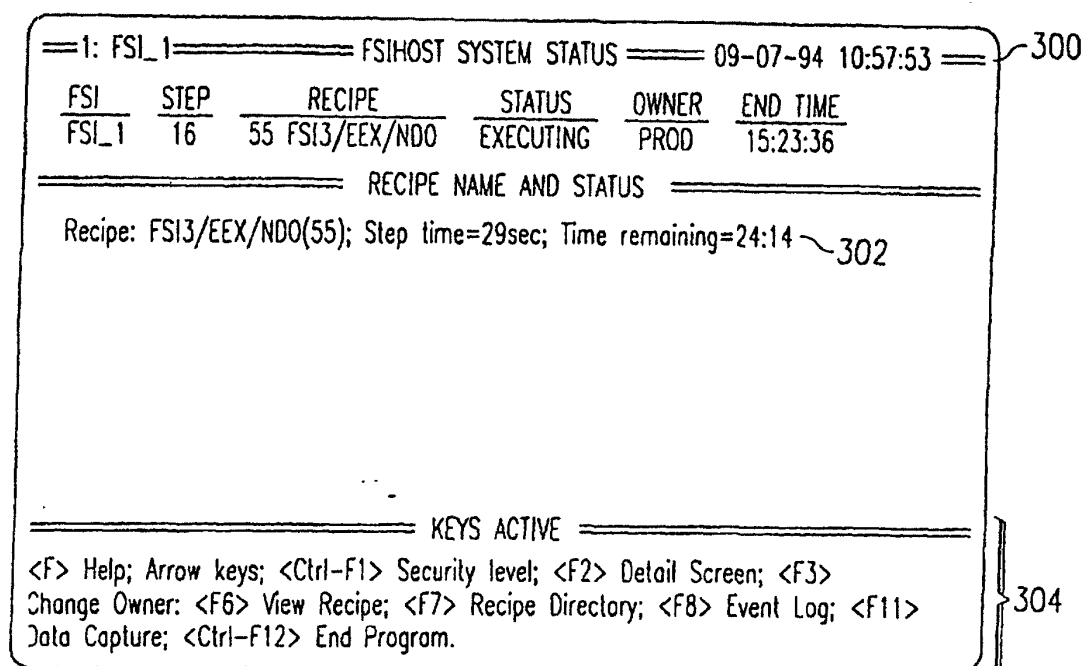 1: FSI_1 FSIHOST SYSTEM STATUS 09-07-94 10:57:53 300
FSI STEP RECIPE STATUS OWNER END TIME
FSI_1 16 55 FSI3/EEX/NDO EXECUTING PROD 15:23:36
RECIPE NAME AND STATUS
Recipe: FSI3/EEX/NDO(55); Step time=29sec; Time remaining=24:14 302
KEYS ACTIVE
<F> Help; Arrow keys; <Ctrl-F1> Security level; <F2> Detail Screen; <F3>
Change Owner: <F6> View Recipe; <F7> Recipe Directory; <F8> Event Log; <F11> 304
Data Capture; <Ctrl-F12> End Program.